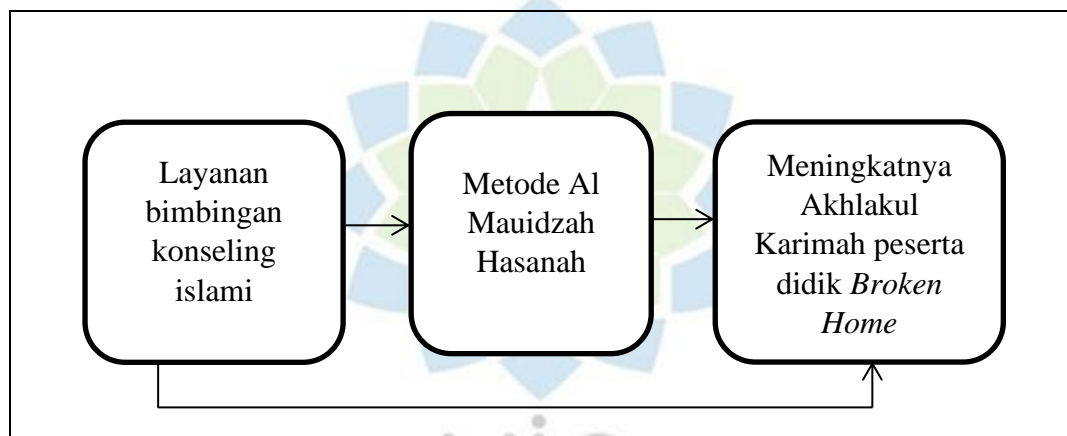 Layanan
bimbingan
konseling
islami
Metode Al
Mauidzah
Hasanah
Meningkatnya
Akhlakul
Karimah peserta
didik Broken
Home